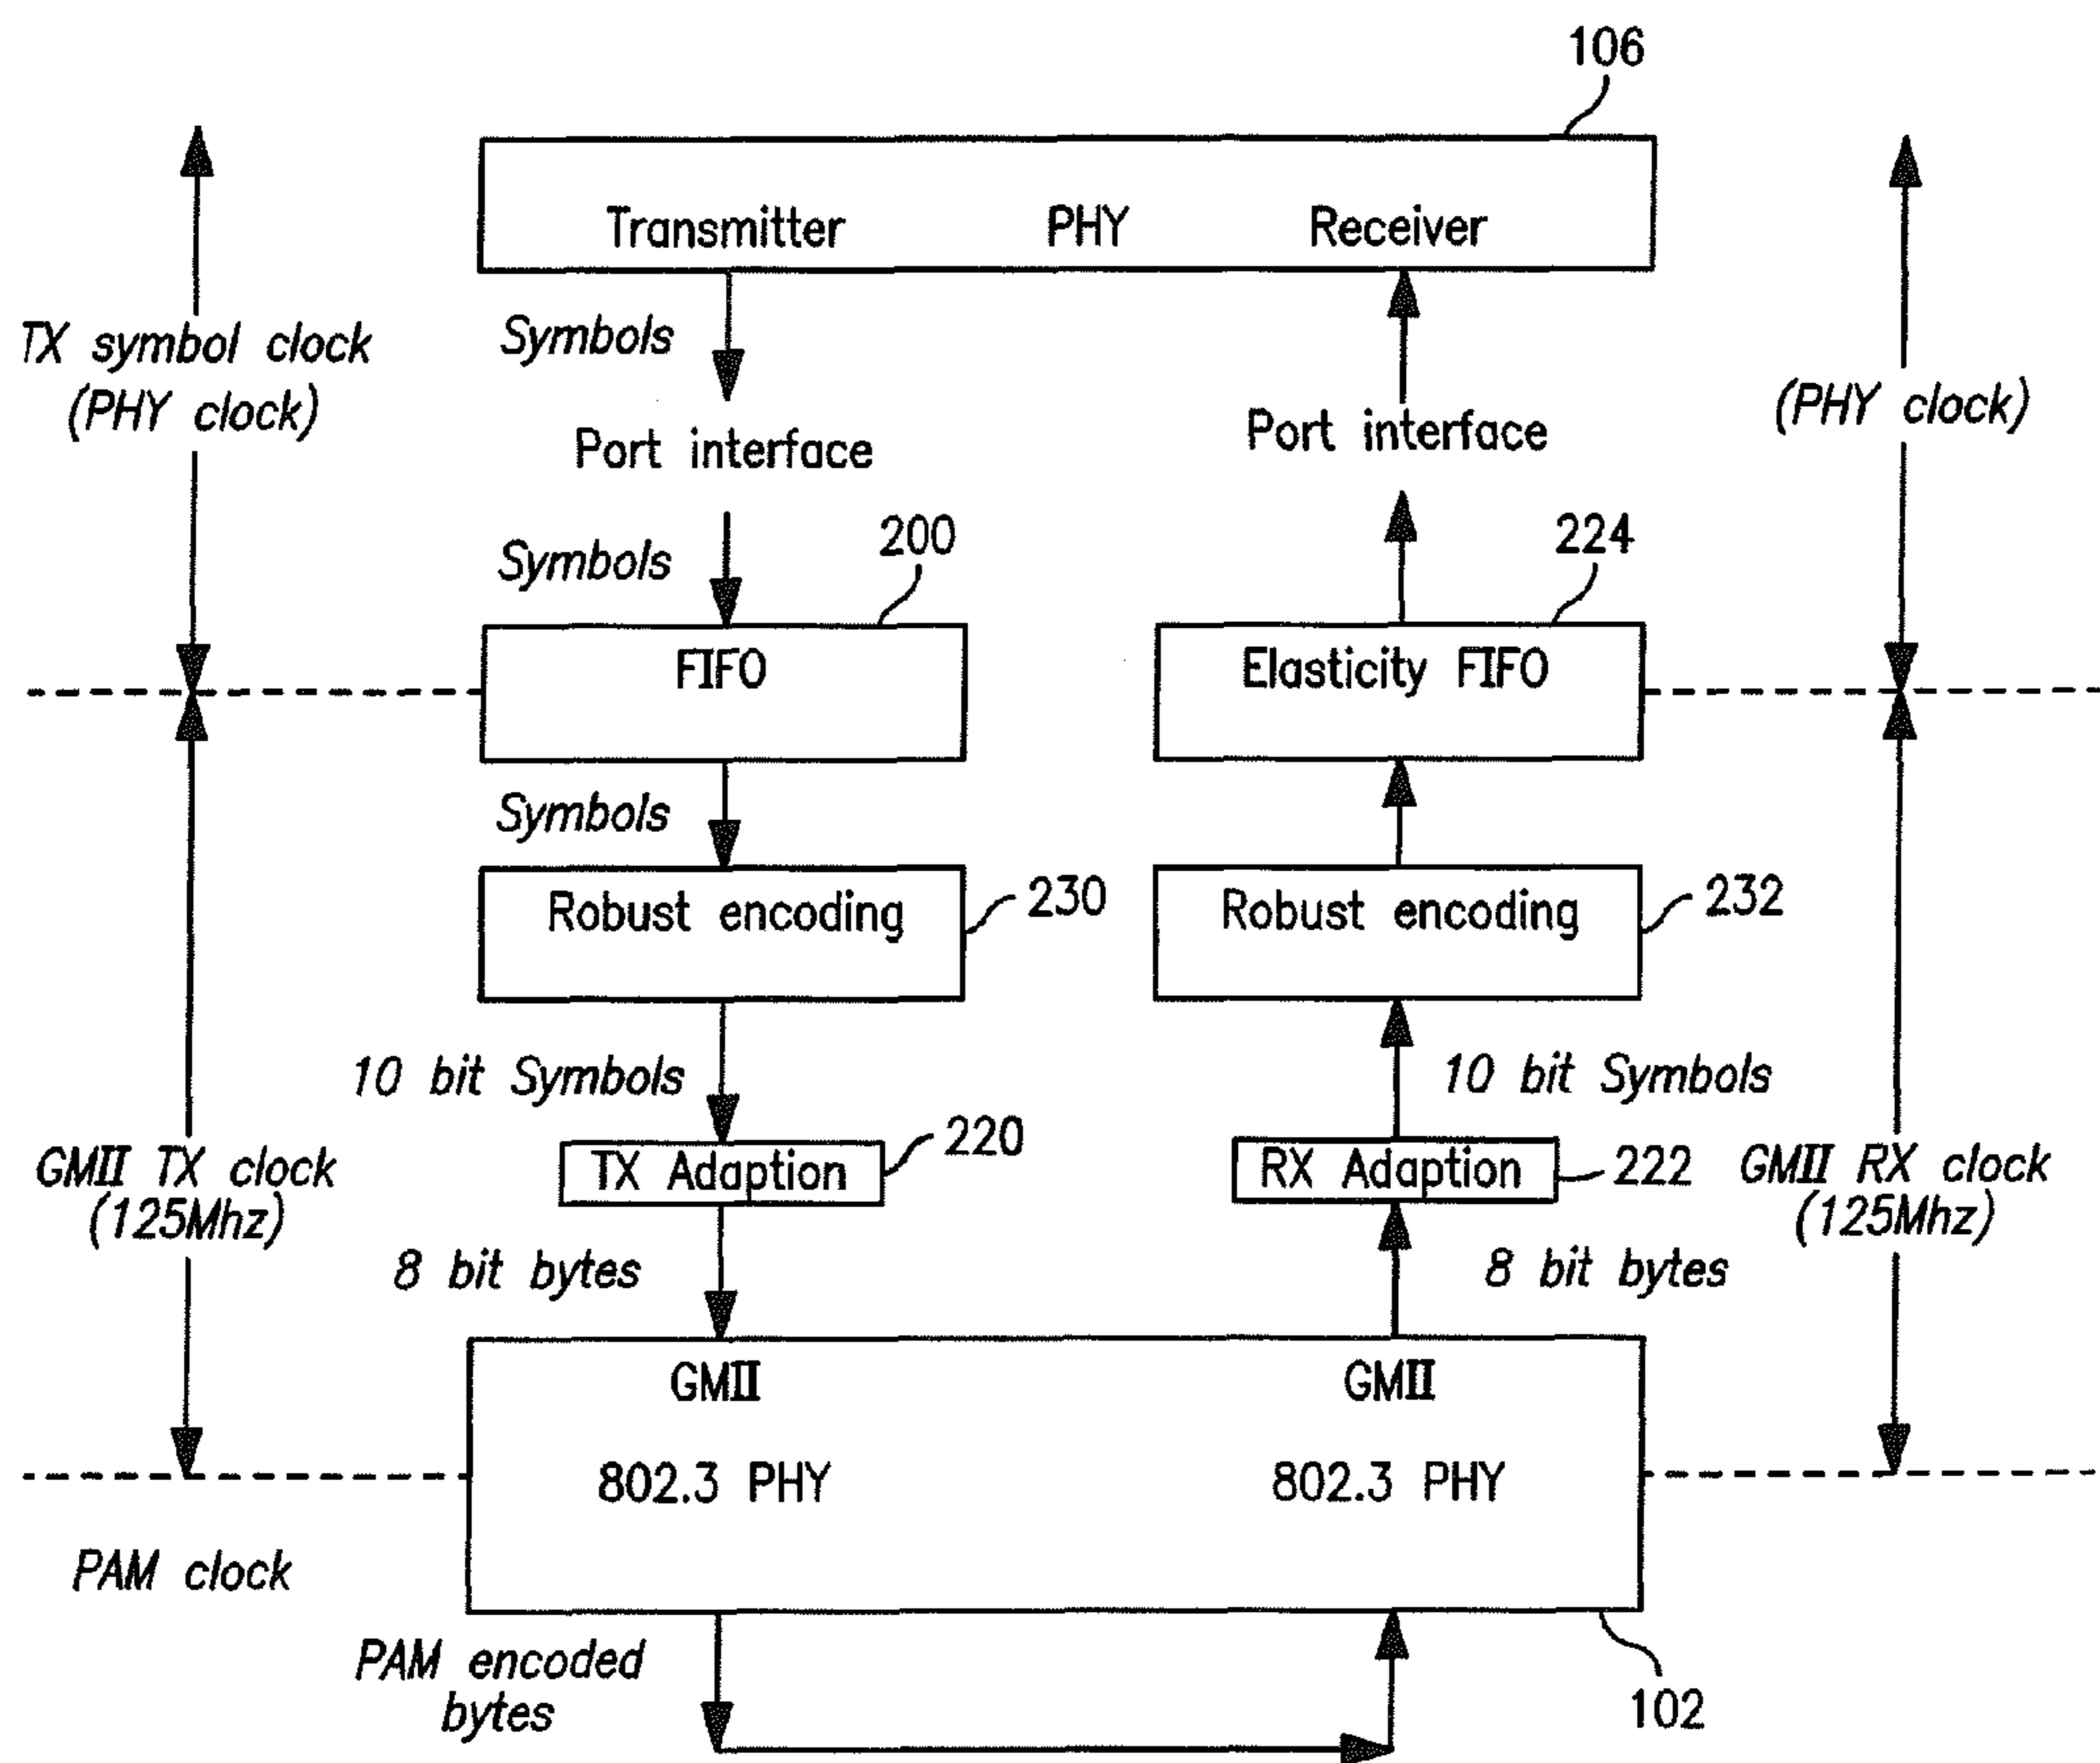 106
Transmitter PHY Receiver
Symbols
TX symbol clock
(PHY clock)
(PHY clock)
Port interface
Port interface
Symbols
200
224
FIFO
Elasticity FIFO
Symbols
Robust encoding
230
Robust encoding
232
10 bit Symbols
10 bit Symbols
GMII TX clock
(125Mhz)
TX Adaption
220
RX Adaption
222
GMII RX clock
(125Mhz)
8 bit bytes
8 bit bytes
GMII
GMII
802.3 PHY
802.3 PHY
PAM clock
PAM encoded
bytes
102